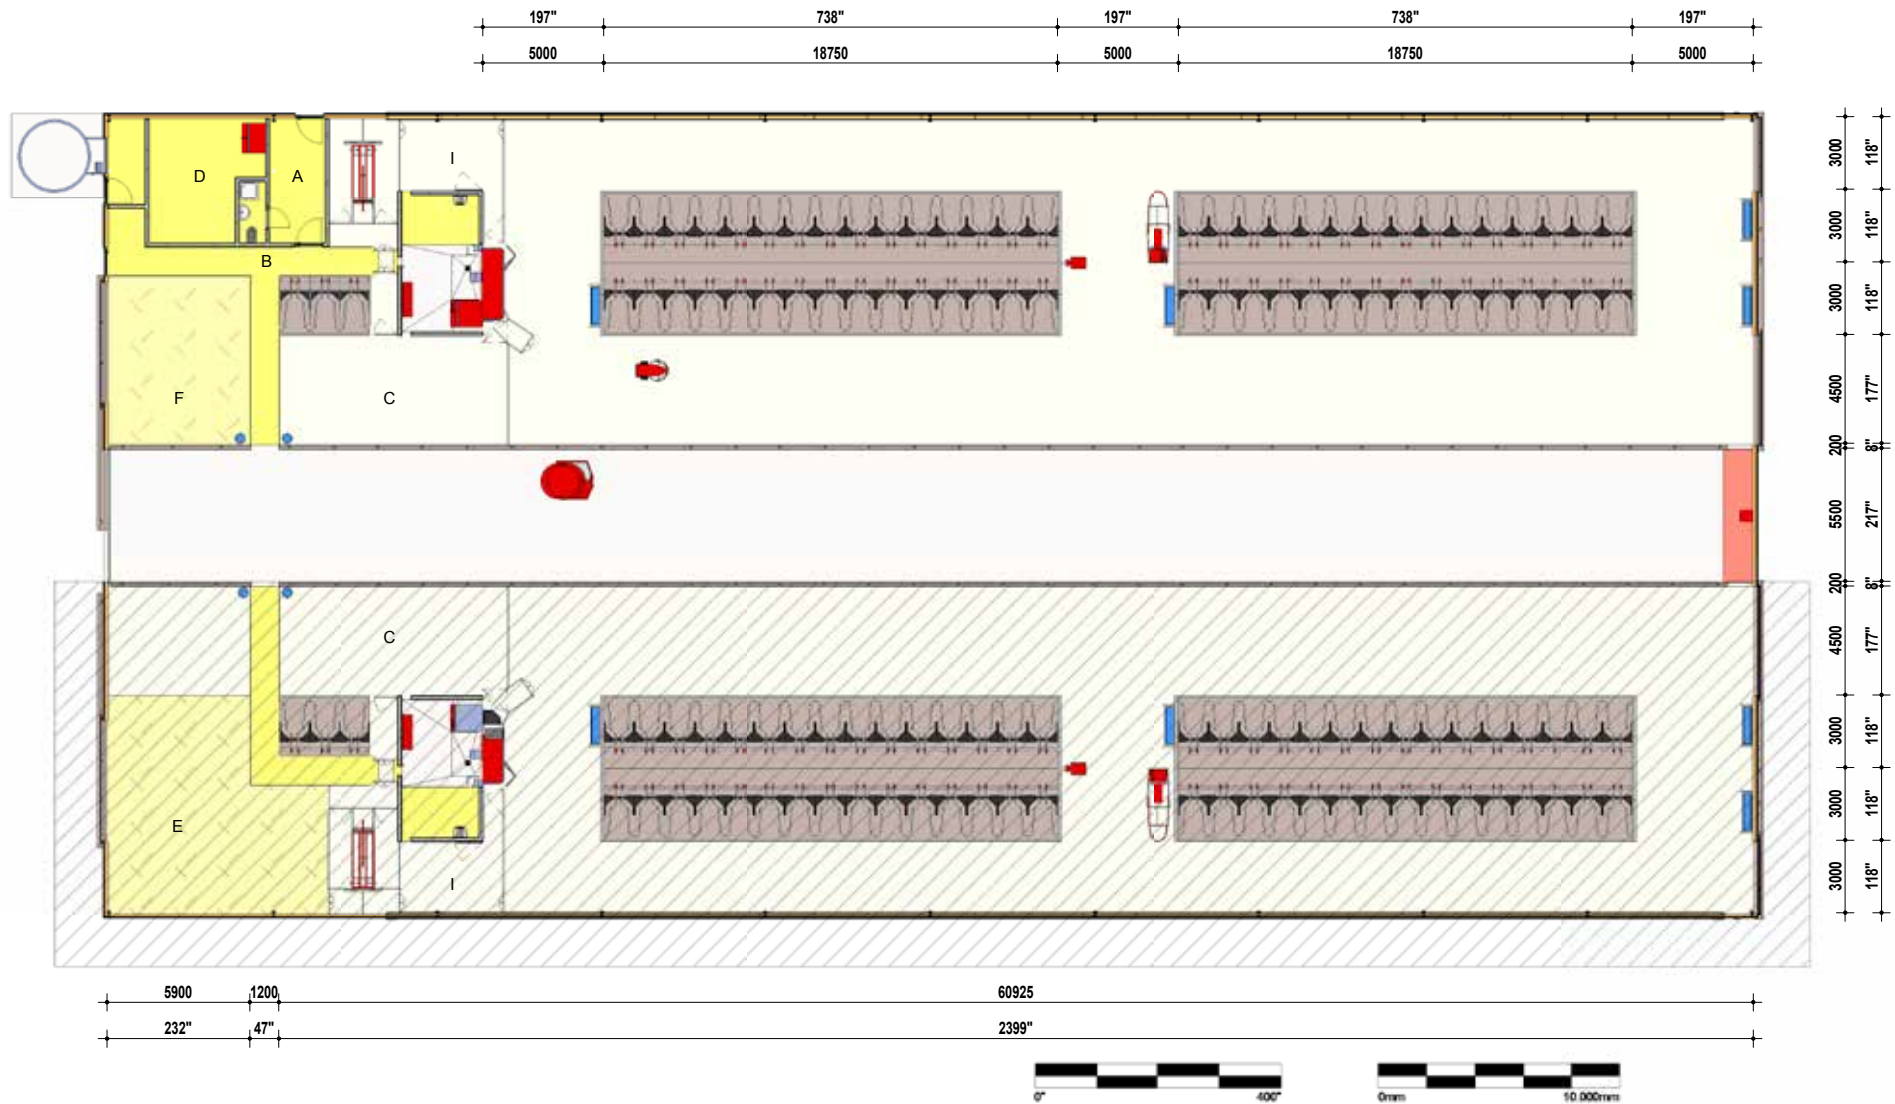 197" 738" 197" 738" 197"
5000 18750 5000 18750 5000
3000 118"
I
D A
3000 118"
B
3000 118"
F C
4500 177"
200 8"
5500 217"
200 8"
C
4500 177"
3000 118"
E
3000 118"
I
3000 118"
5900 1200 60925
232" 47" 2399"
0" 400" 0mm 10.000mm